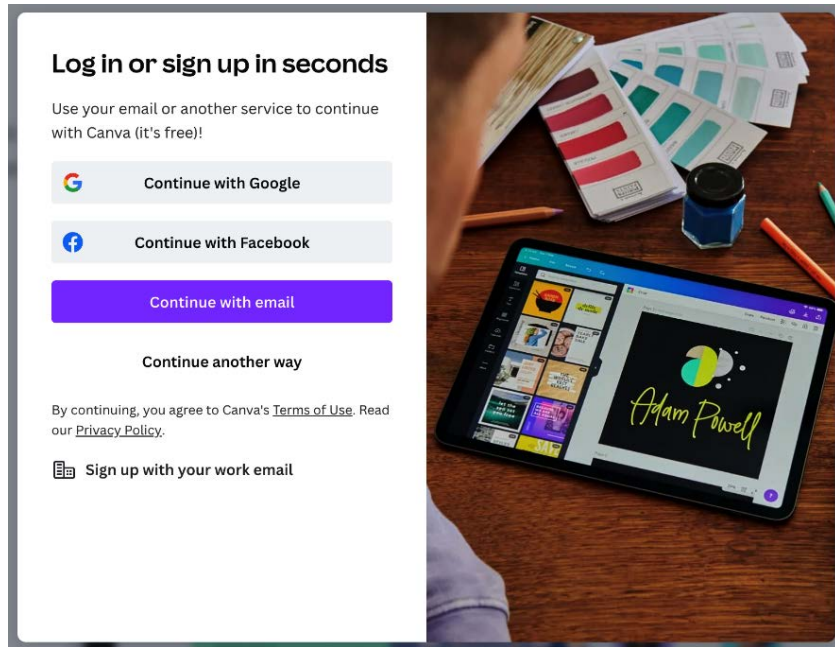 Log in or sign up in seconds
Use your email or another service to continue
with Canva (it's free)!
Continue with Google
Continue with Facebook
Continue with email
Continue another way
By continuing, you agree to Canva's Terms of Use. Read
our Privacy Policy.
Sign up with your work email
Adam Powell